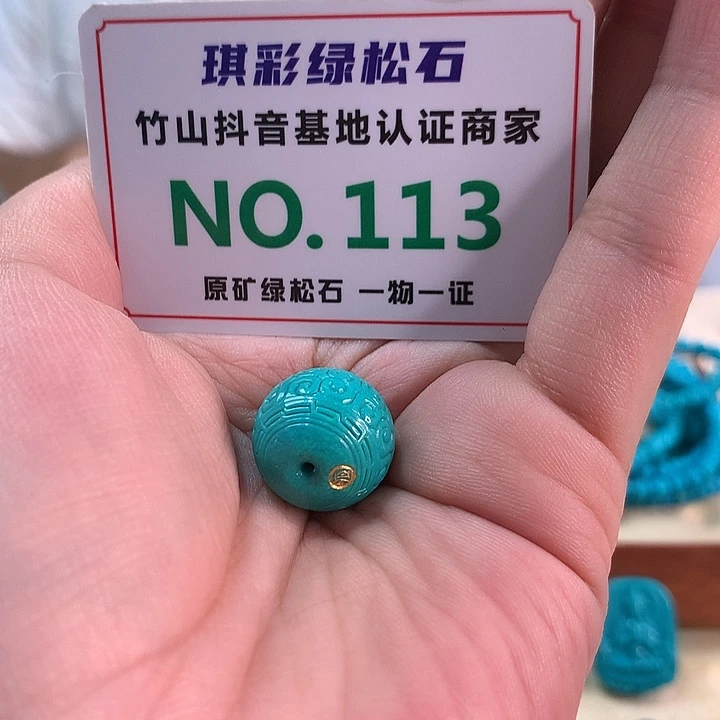 琪彩绿松石
竹山抖音基地认证商家
NO.113
原矿绿松石 一物一证